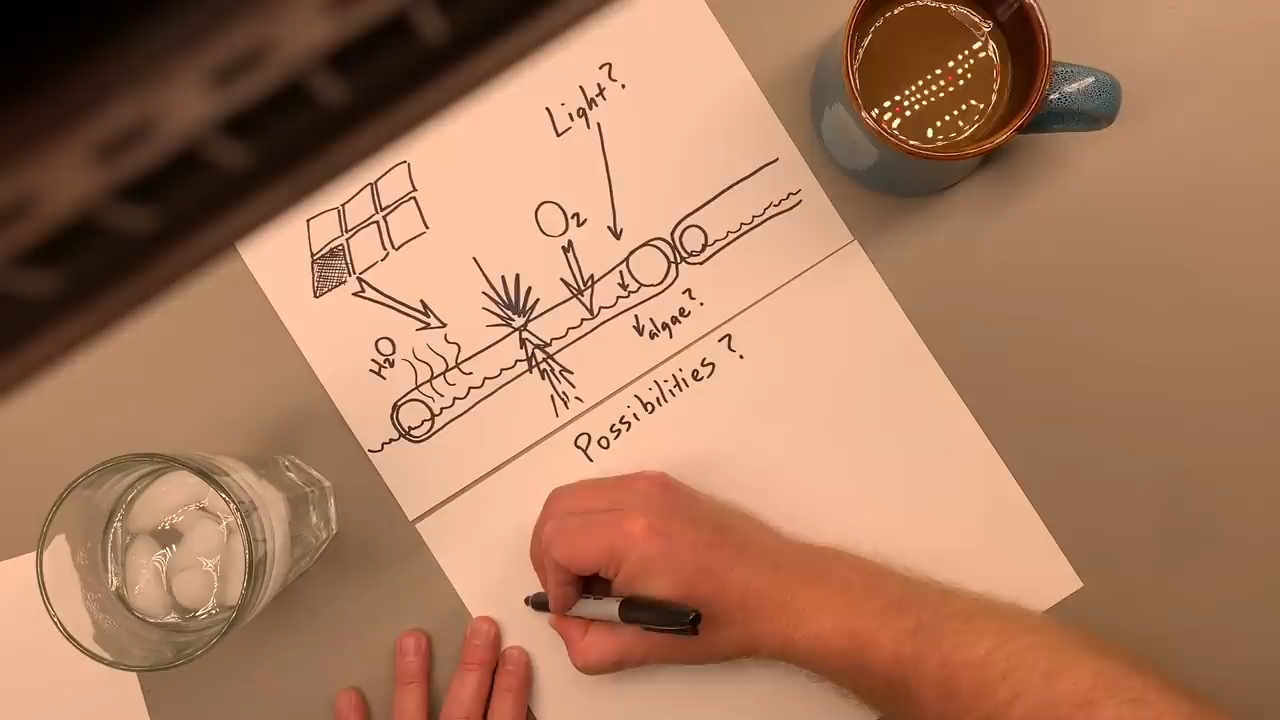 Light?
O₂
H₂O
algae?
Possibilities?